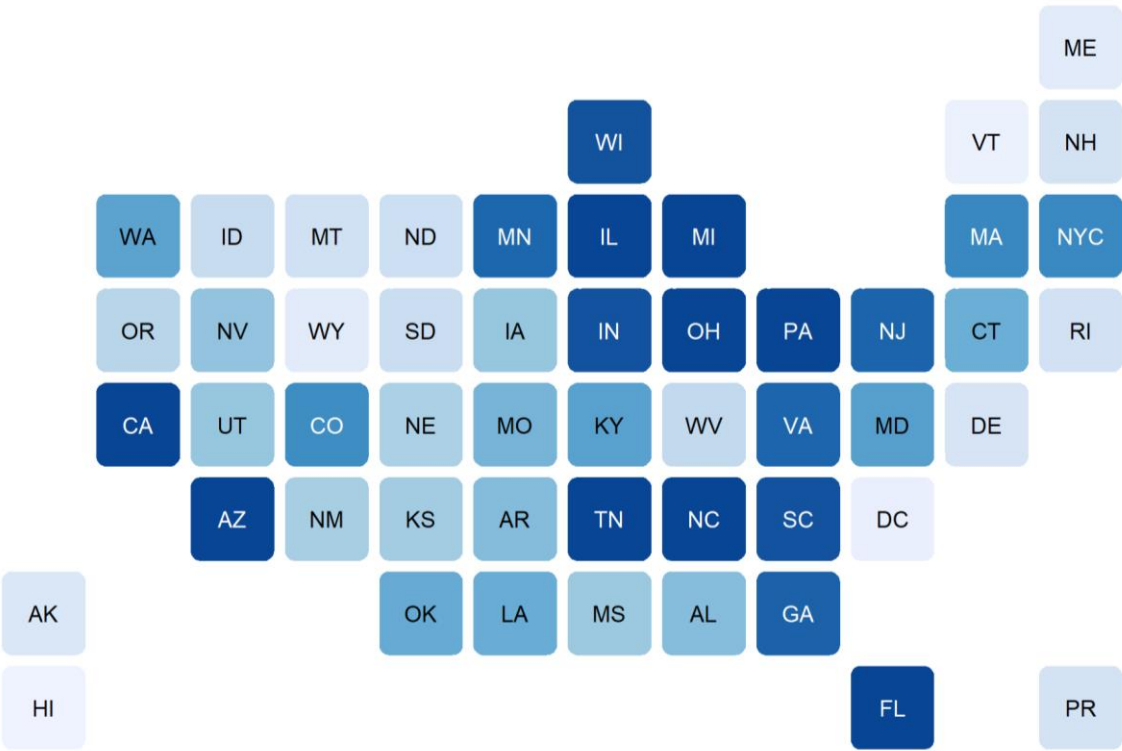 ME
WI VT NH
WA ID MT ND MN IL MI MA NYC
OR NV WY SD IA IN OH PA NJ CT RI
CA UT CO NE MO KY WV VA MD DE
AZ NM KS AR TN NC SC DC
AK OK LA MS AL GA
HI FL PR